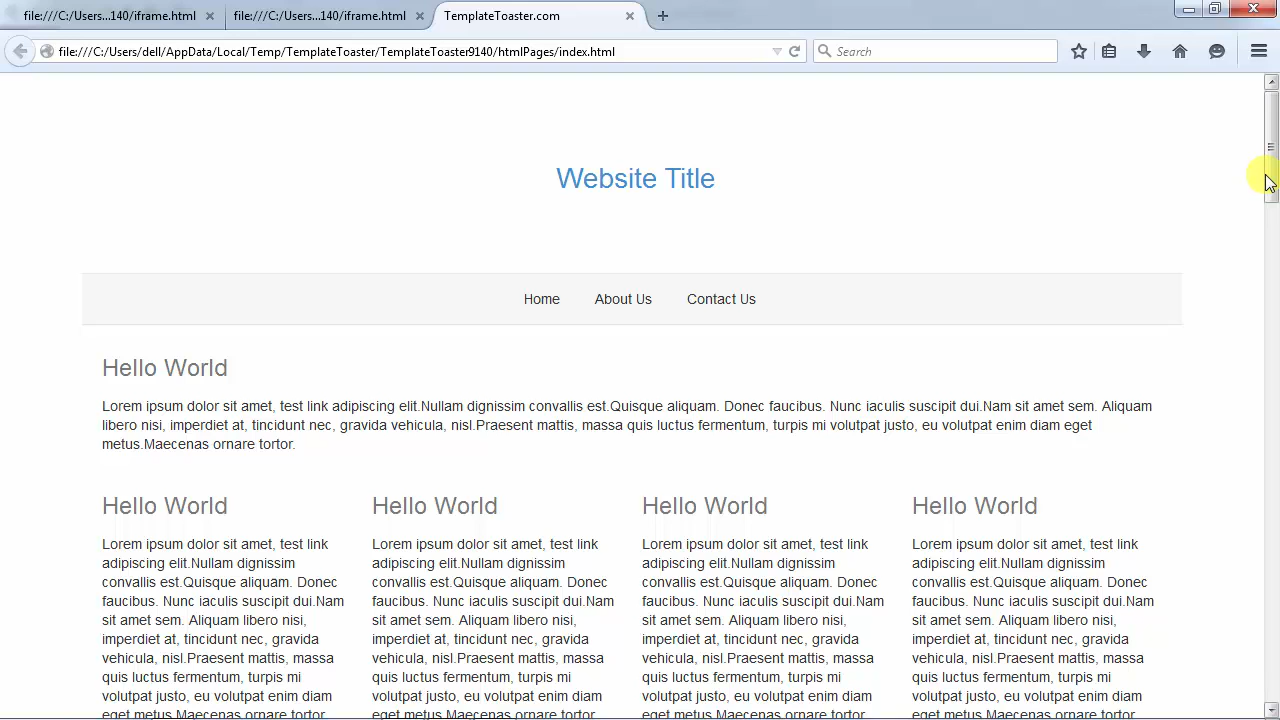 file:///C:/Users...140/iframe.html
file:///C:/Users...140/iframe.html
TemplateToaster.com
file:///C:/Users/dell/AppData/Local/Temp/TemplateToaster/TemplateToaster9140/htmlPages/index.html
Search
Website Title
Home About Us Contact Us
Hello World
Lorem ipsum dolor sit amet, test link adipiscing elit.Nullam dignissim convallis est.Quisque aliquam. Donec faucibus. Nunc iaculis suscipit dui.Nam sit amet sem. Aliquam
libero nisi, imperdiet at, tincidunt nec, gravida vehicula, nisl.Praesent mattis, massa quis luctus fermentum, turpis mi volutpat justo, eu volutpat enim diam eget
metus.Maecenas ornare tortor.
Hello World
Lorem ipsum dolor sit amet, test link
adipiscing elit.Nullam dignissim
convallis est.Quisque aliquam. Donec
faucibus. Nunc iaculis suscipit dui.Nam
sit amet sem. Aliquam libero nisi,
imperdiet at, tincidunt nec, gravida
vehicula, nisl.Praesent mattis, massa
quis luctus fermentum, turpis mi
volutpat justo, eu volutpat enim diam
eget metus.Maecenas ornare tortor.
Hello World
Lorem ipsum dolor sit amet, test link
adipiscing elit.Nullam dignissim
convallis est.Quisque aliquam. Donec
faucibus. Nunc iaculis suscipit dui.Nam
sit amet sem. Aliquam libero nisi,
imperdiet at, tincidunt nec, gravida
vehicula, nisl.Praesent mattis, massa
quis luctus fermentum, turpis mi
volutpat justo, eu volutpat enim diam
eget metus.Maecenas ornare tortor.
Hello World
Lorem ipsum dolor sit amet, test link
adipiscing elit.Nullam dignissim
convallis est.Quisque aliquam. Donec
faucibus. Nunc iaculis suscipit dui.Nam
sit amet sem. Aliquam libero nisi,
imperdiet at, tincidunt nec, gravida
vehicula, nisl.Praesent mattis, massa
quis luctus fermentum, turpis mi
volutpat justo, eu volutpat enim diam
eget metus.Maecenas ornare tortor.
Hello World
Lorem ipsum dolor sit amet, test link
adipiscing elit.Nullam dignissim
convallis est.Quisque aliquam. Donec
faucibus. Nunc iaculis suscipit dui.Nam
sit amet sem. Aliquam libero nisi,
imperdiet at, tincidunt nec, gravida
vehicula, nisl.Praesent mattis, massa
quis luctus fermentum, turpis mi
volutpat justo, eu volutpat enim diam
eget metus.Maecenas ornare tortor.